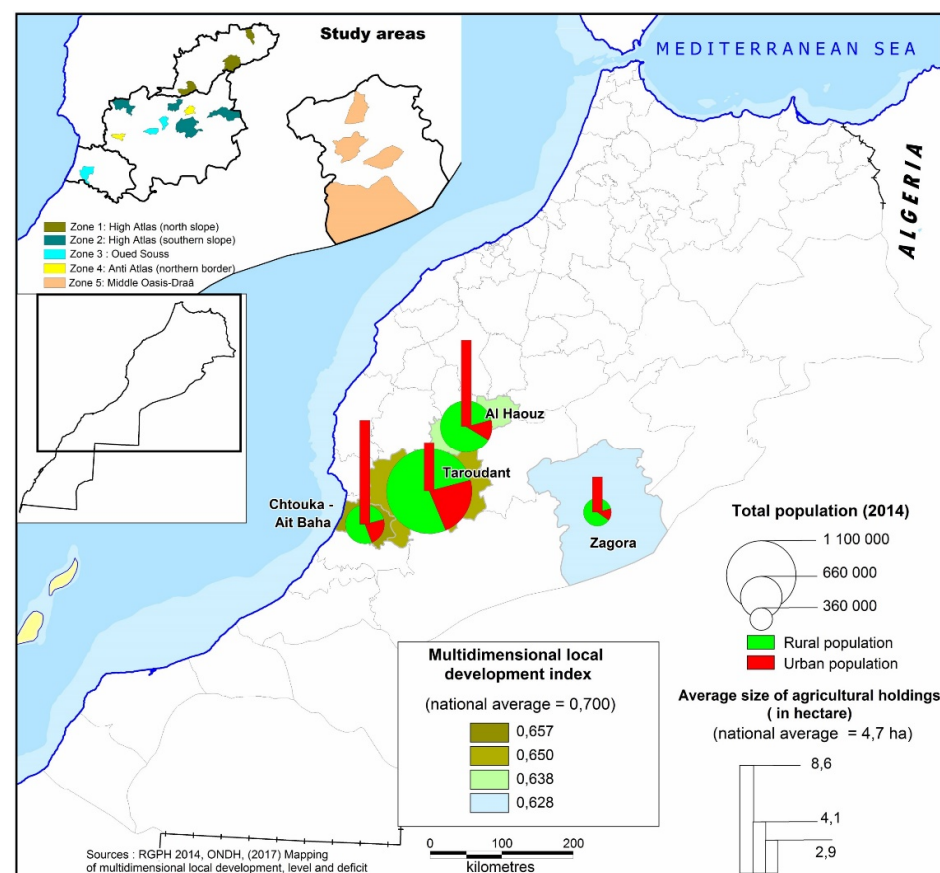 Study areas
Zone 1: High Atlas (north slope)
Zone 2: High Atlas (southern slope)
Zone 3 : Oued Souss
Zone 4: Anti Atlas (northern border)
Zone 5: Middle Oasis-Draâ
MEDITERRANEAN SEA
ALGERIA
Al Haouz
Taroudant
Chtouka -
Ait Baha
Zagora
Total population (2014)
1 100 000
660 000
360 000
Rural population
Urban population
Multidimensional local
development index
(national average = 0,700)
0,657
0,650
0,638
0,628
Average size of agricultural holdings
( in hectare)
(national average = 4,7 ha)
8,6
4,1
2,9
0 50 100 200
kilometres
Sources : RGPH 2014, ONDH, (2017) Mapping
of multidimensional local development, level and deficit